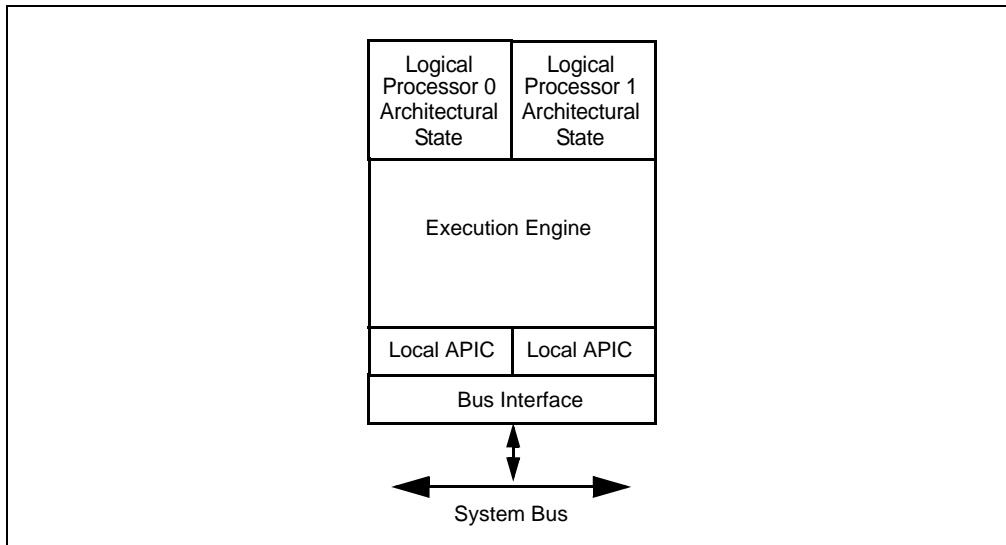 Logical
Processor 0
Architectural
State
Logical
Processor 1
Architectural
State
Execution Engine
Local APIC
Local APIC
Bus Interface
System Bus